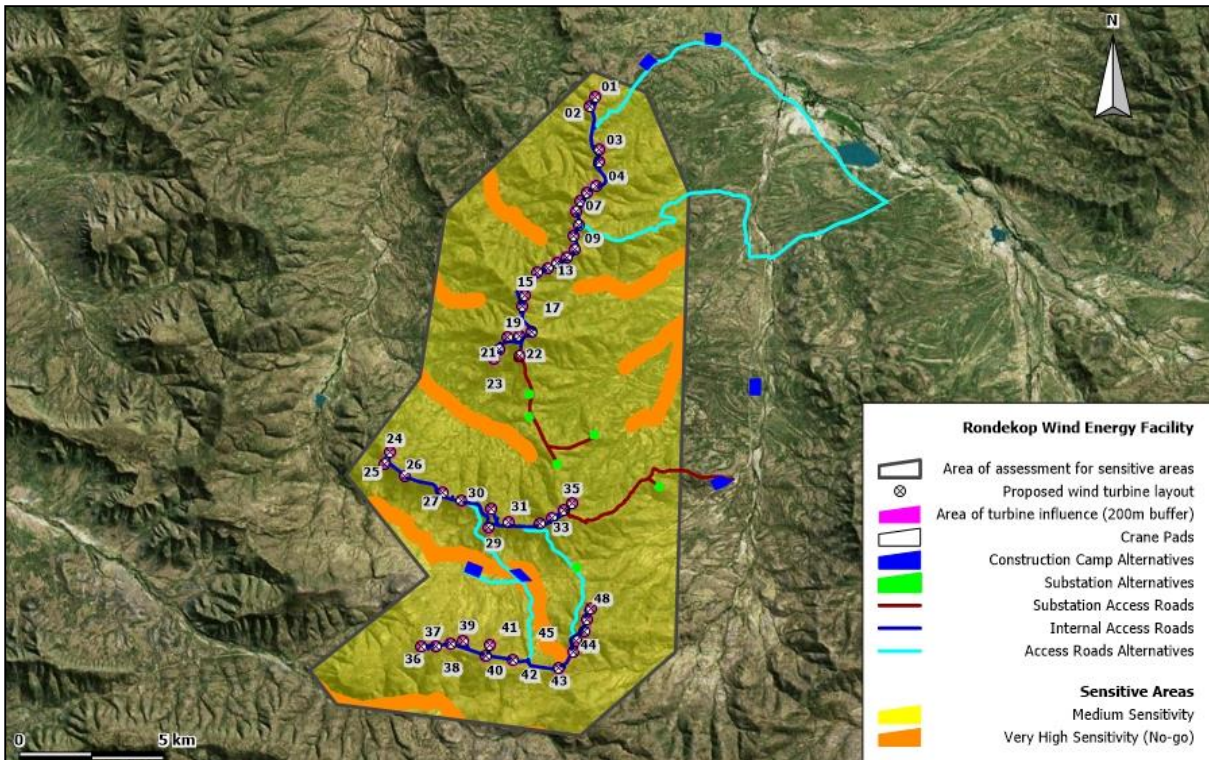 N
01
02
03
04
07
09
13
15
17
19
21
22
23
24
25
26
27
30
31
35
33
29
48
39
41
45
37
44
36
38
40
42
43
0 5 km
Rondekop Wind Energy Facility
Area of assessment for sensitive areas
Proposed wind turbine layout
Area of turbine influence (200m buffer)
Crane Pads
Construction Camp Alternatives
Substation Alternatives
Substation Access Roads
Internal Access Roads
Access Roads Alternatives
Sensitive Areas
Medium Sensitivity
Very High Sensitivity (No-go)